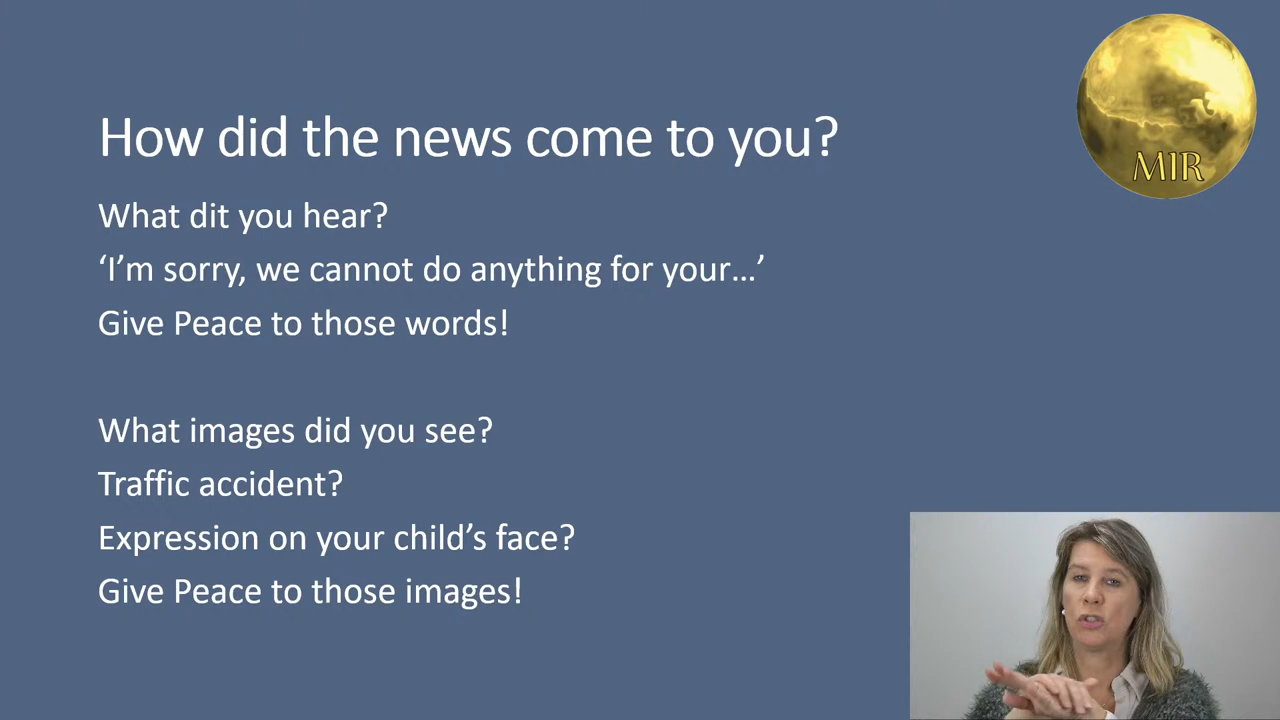 MIR
How did the news come to you?
What dit you hear?
‘I’m sorry, we cannot do anything for your…’
Give Peace to those words!
What images did you see?
Traffic accident?
Expression on your child’s face?
Give Peace to those images!